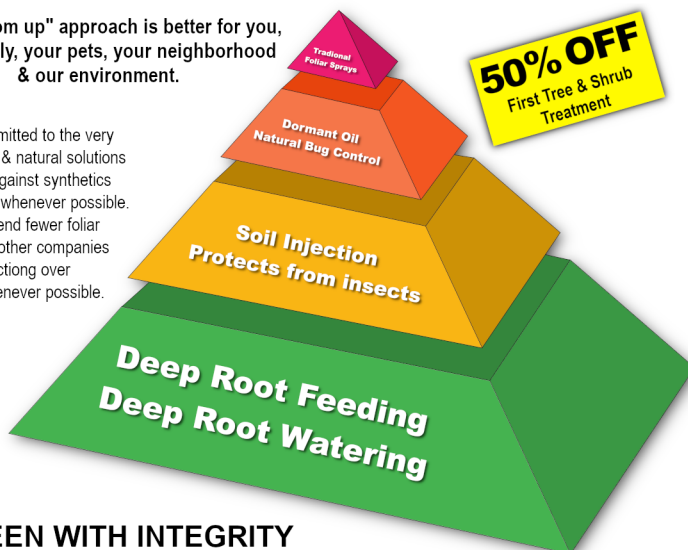 om up" approach is better for you,
ly, your pets, your neighborhood
& our environment.
50% OFF
First Tree & Shrub
Treatment
Tradional
Foliar Sprays
Dormant Oil
Natural Bug Control
mitted to the very
& natural solutions
gainst synthetics
whenever possible.
end fewer foliar
other companies
ctiong over
enever possible.
Soil Injection
Protects from insects
Deep Root Feeding
Deep Root Watering
EEN WITH INTEGRITY